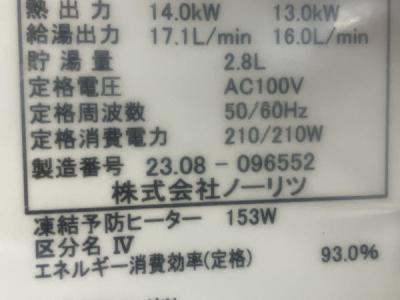 熱出力 14.0kW 13.0kW
給湯出力 17.1L/min 16.0L/min
貯湯量 2.8L
定格電圧 AC100V
定格周波数 50/60Hz
定格消費電力 210/210W
製造番号 23.08-096552
株式会社ノーリツ
凍結予防ヒーター 153W
区分名 Ⅳ
エネルギー消費効率(定格) 93.0%